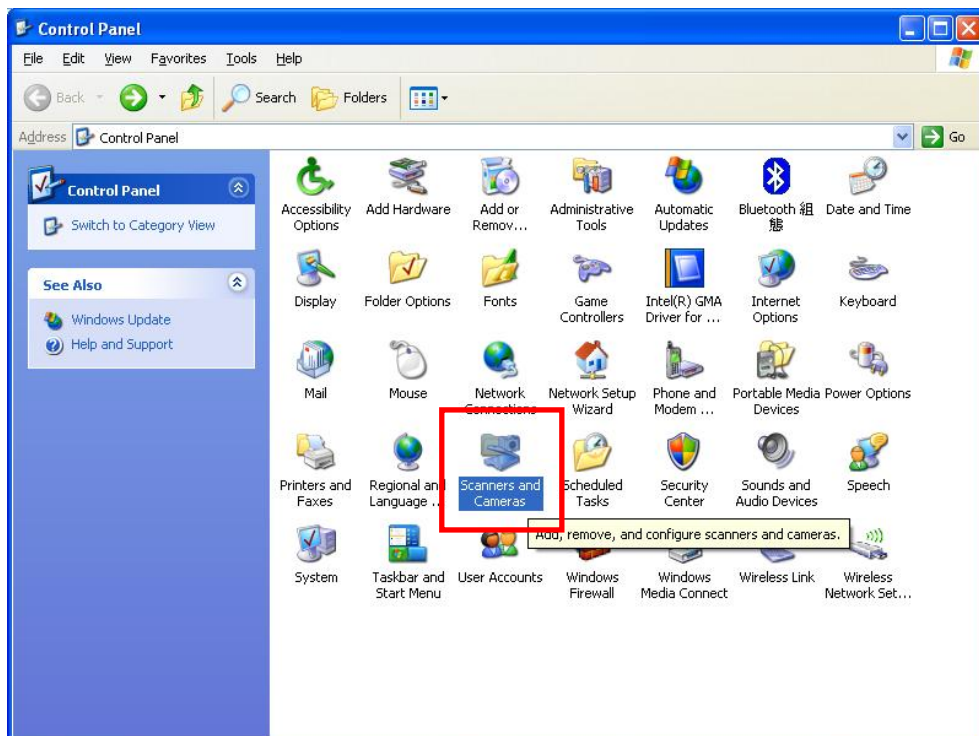 Control Panel
File Edit View Favorites Tools Help
Back Search Folders
Address Control Panel Go
Control Panel
Switch to Category View
See Also
Windows Update
Help and Support
Accessibility Options
Add Hardware
Add or Remov...
Administrative Tools
Automatic Updates
Bluetooth 組態
Date and Time
Display
Folder Options
Fonts
Game Controllers
Intel(R) GMA Driver for ...
Internet Options
Keyboard
Mail
Mouse
Network Connections
Network Setup Wizard
Phone and Modem ...
Portable Media Devices
Power Options
Printers and Faxes
Regional and Language ...
Scanners and Cameras
Scheduled Tasks
Security Center
Sounds and Audio Devices
Speech
Add, remove, and configure scanners and cameras.
System
Taskbar and Start Menu
User Accounts
Windows Firewall
Windows Media Connect
Wireless Link
Wireless Network Set...